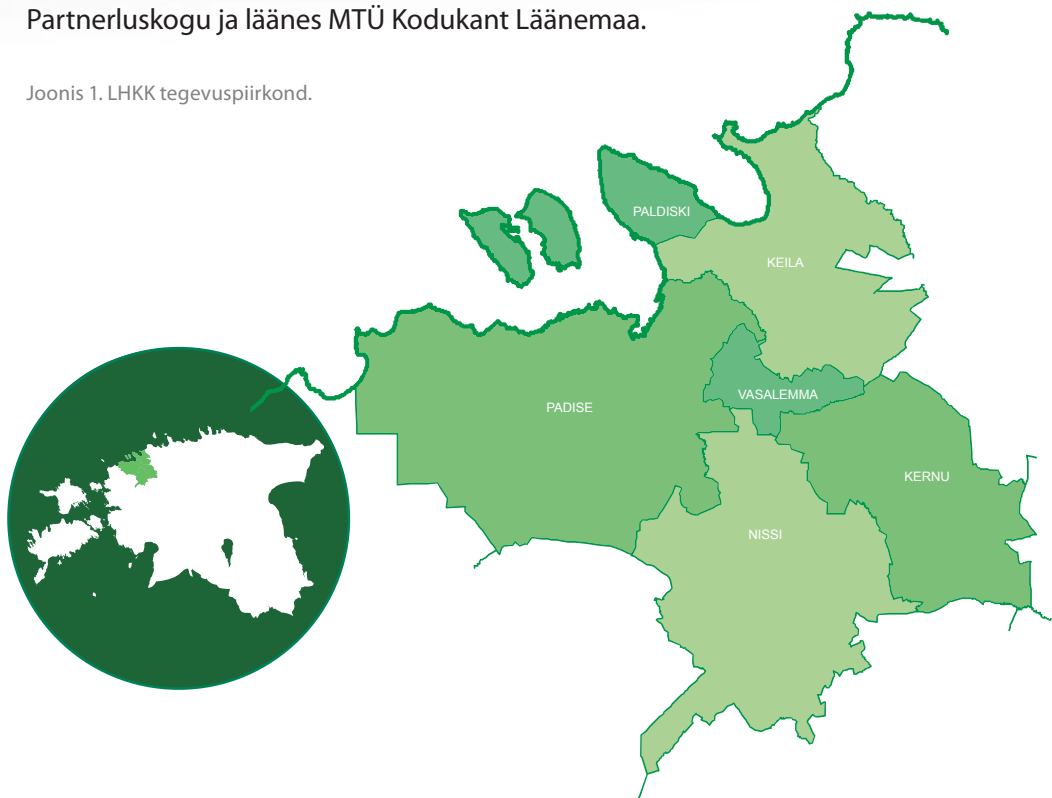 Partnerluskogu ja läänes MTÜ Kodukant Läänemaa.
Joonis 1. LHKK tegevuspiirkond.
PALDISKI
KEILA
VASALEMMA
PADISE
KERNU
NISSI